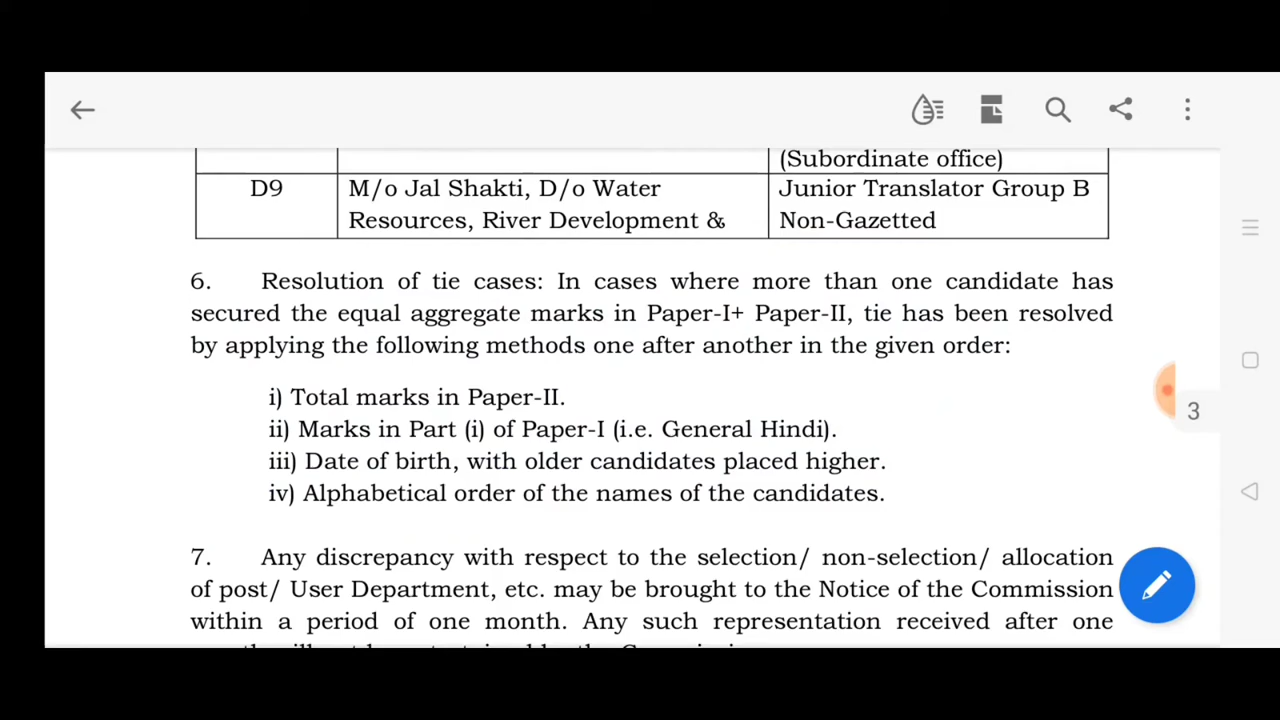 (Subordinate office)
D9 M/o Jal Shakti, D/o Water Junior Translator Group B
Resources, River Development & Non-Gazetted
6. Resolution of tie cases: In cases where more than one candidate has
secured the equal aggregate marks in Paper-I+ Paper-II, tie has been resolved
by applying the following methods one after another in the given order:
i) Total marks in Paper-II.
ii) Marks in Part (i) of Paper-I (i.e. General Hindi).
iii) Date of birth, with older candidates placed higher.
3
iv) Alphabetical order of the names of the candidates.
7. Any discrepancy with respect to the selection/ non-selection/ allocation
of post/ User Department, etc. may be brought to the Notice of the Commission
within a period of one month. Any such representation received after one